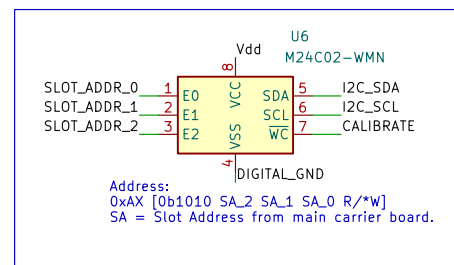 U6
Vdd
M24C02-WMN
8
SLOT_ADDR_0 1 E0 VCC SDA 5 I2C_SDA
SLOT_ADDR_1 2 E1 SCL 6 I2C_SCL
SLOT_ADDR_2 3 E2 VSS WC 7 CALIBRATE
4
DIGITAL_GND
Address:
0xAX [0b1010 SA_2 SA_1 SA_0 R/*W]
SA = Slot Address from main carrier board.